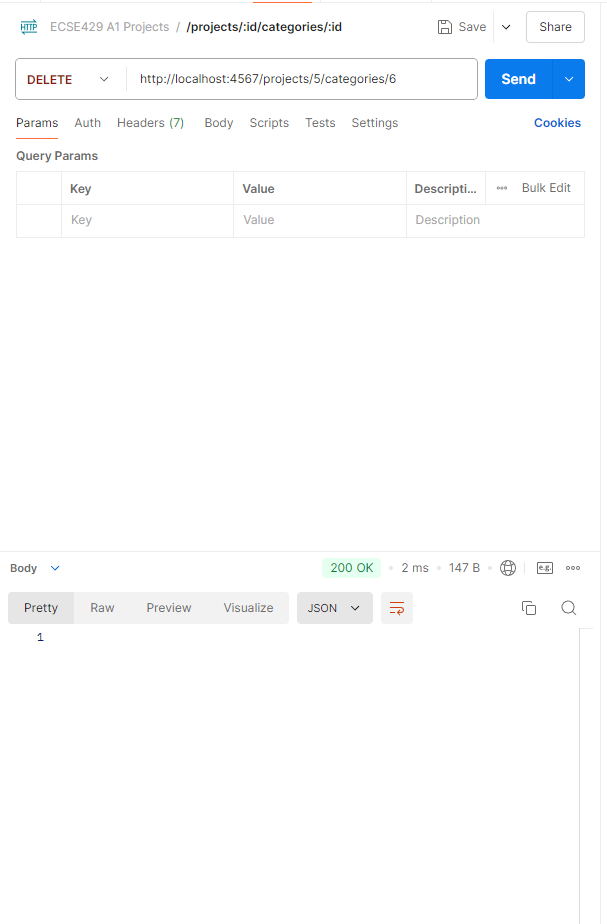 HTTP ECSE429 A1 Projects / /projects/:id/categories/:id Save Share
DELETE http://localhost:4567/projects/5/categories/6 Send
Params Auth Headers (7) Body Scripts Tests Settings Cookies
Query Params
Key Value Descripti... Bulk Edit
Key Value Description
Body 200 OK 2 ms 147 B e.g.
Pretty Raw Preview Visualize JSON
1